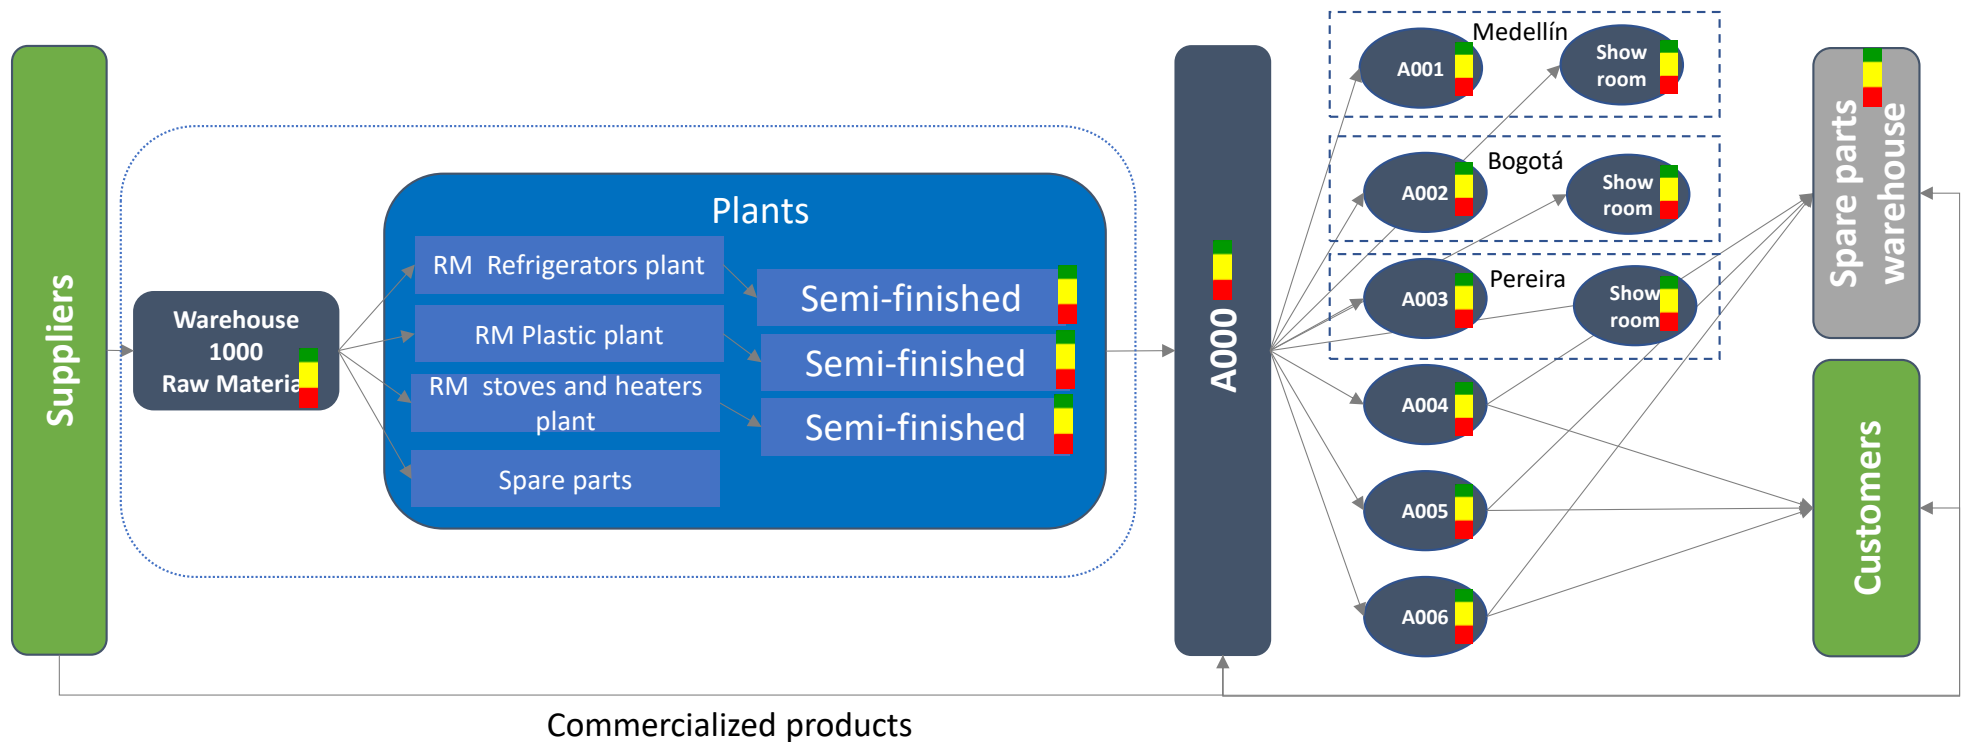 Suppliers
Warehouse
1000
Raw Materia
Plants
RM Refrigerators plant
RM Plastic plant
RM stoves and heaters
plant
Spare parts
Semi-finished
Semi-finished
Semi-finished
A000
Medellín
A001
Show
room
Bogotá
A002
Show
room
Pereira
A003
Show
room
A004
A005
A006
Spare parts
warehouse
Customers
Commercialized products